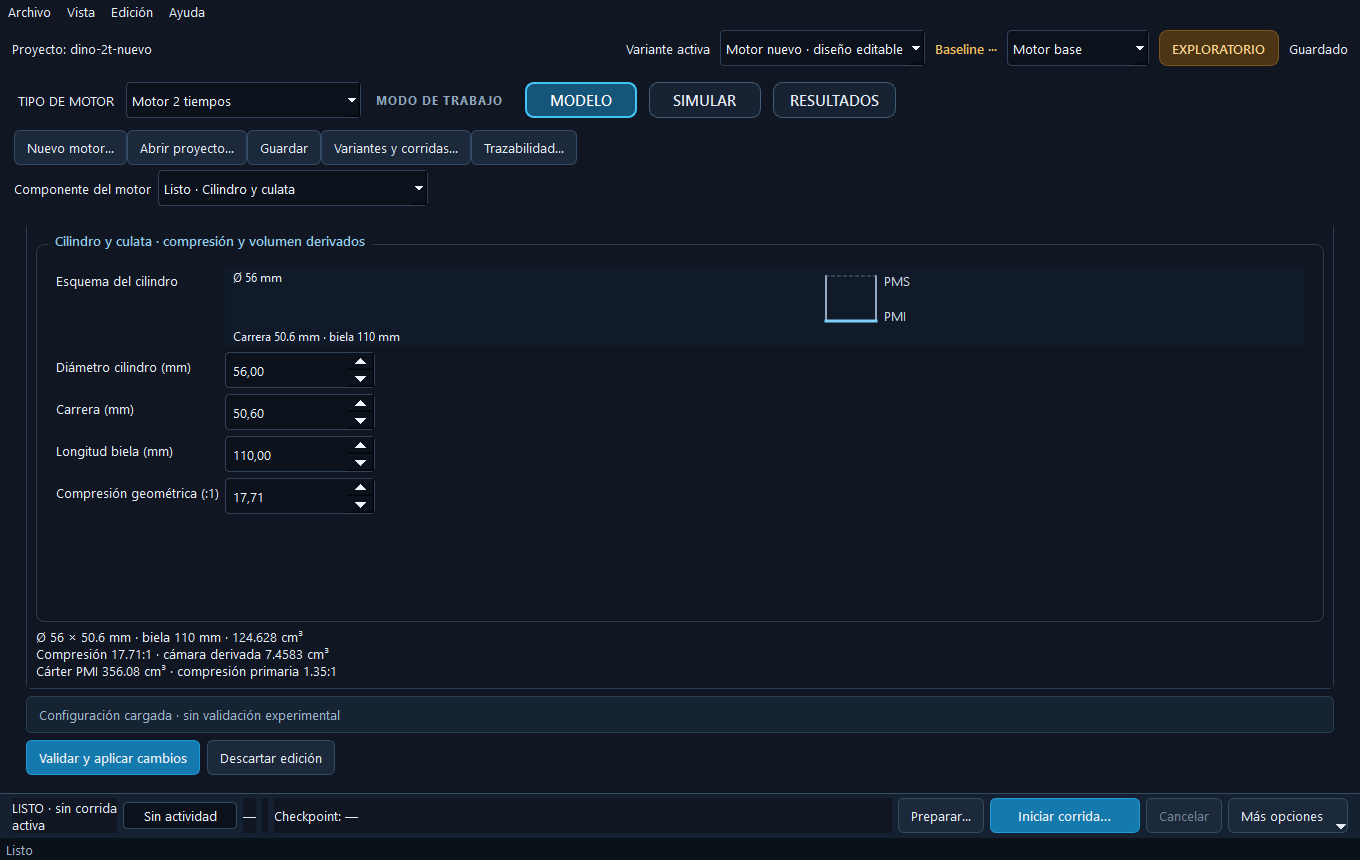 Archivo Vista Edición Ayuda
Proyecto: dino-2t-nuevo
Variante activa Motor nuevo · diseño editable Baseline ··· Motor base EXPLORATORIO Guardado
TIPO DE MOTOR Motor 2 tiempos MODO DE TRABAJO MODELO SIMULAR RESULTADOS
Nuevo motor... Abrir proyecto... Guardar Variantes y corridas... Trazabilidad...
Componente del motor Listo · Cilindro y culata
Cilindro y culata · compresión y volumen derivados
Esquema del cilindro
Ø 56 mm
PMS
PMI
Carrera 50.6 mm · biela 110 mm
Diámetro cilindro (mm) 56,00
Carrera (mm) 50,60
Longitud biela (mm) 110,00
Compresión geométrica (:1) 17,71
Ø 56 × 50.6 mm · biela 110 mm · 124.628 cm³
Compresión 17.71:1 · cámara derivada 7.4583 cm³
Cárter PMI 356.08 cm³ · compresión primaria 1.35:1
Configuración cargada · sin validación experimental
Validar y aplicar cambios Descartar edición
LISTO · sin corrida
activa
Sin actividad — Checkpoint: — Preparar... Iniciar corrida... Cancelar Más opciones
Listo